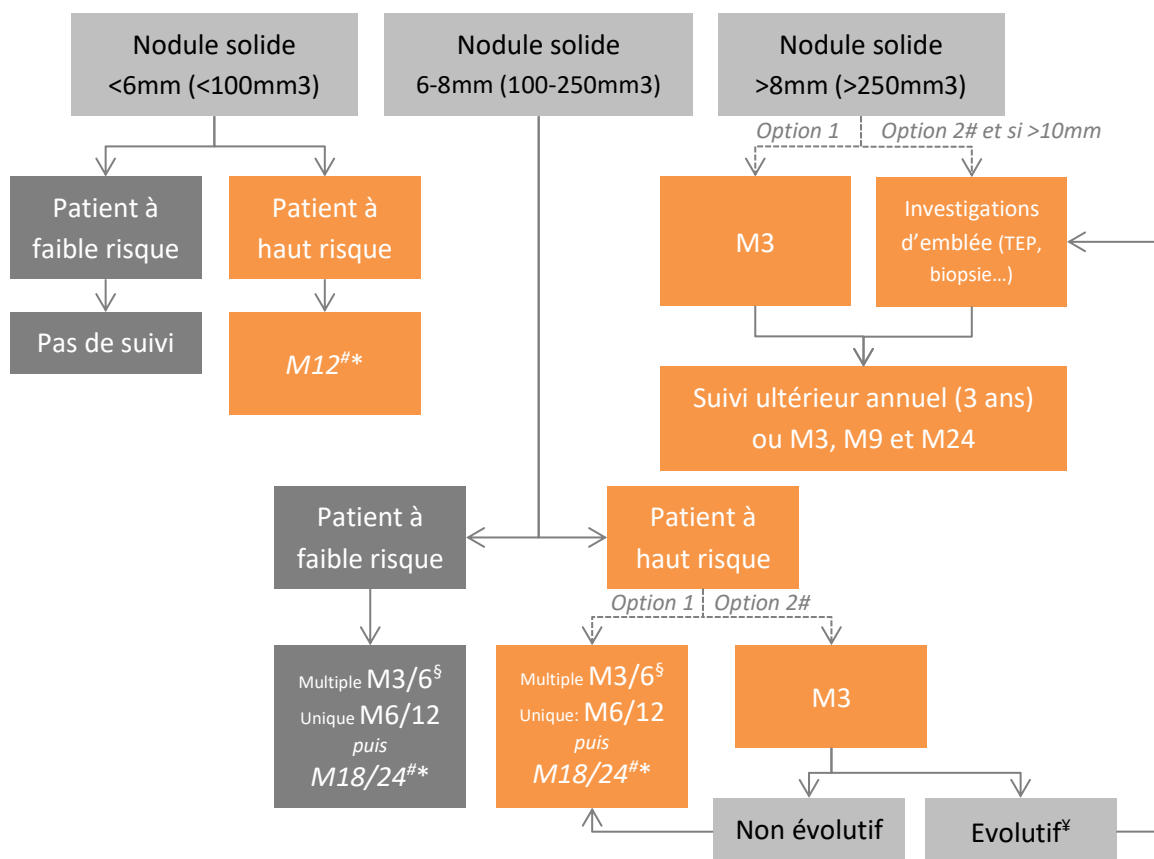 Nodule solide
<6mm (<100mm3)
Nodule solide
6-8mm (100-250mm3)
Nodule solide
>8mm (>250mm3)
Option 1
Option 2# et si >10mm
Patient à
faible risque
Patient à
haut risque
M3
Investigations
d’emblée (TEP,
biopsie…)
Pas de suivi
M12#*
Suivi ultérieur annuel (3 ans)
ou M3, M9 et M24
Patient à
faible risque
Patient à
haut risque
Option 1
Option 2#
Multiple M3/6§
Unique M6/12
puis
M18/24#*
Multiple M3/6§
Unique: M6/12
puis
M18/24#*
M3
Non évolutif
Evolutif¥